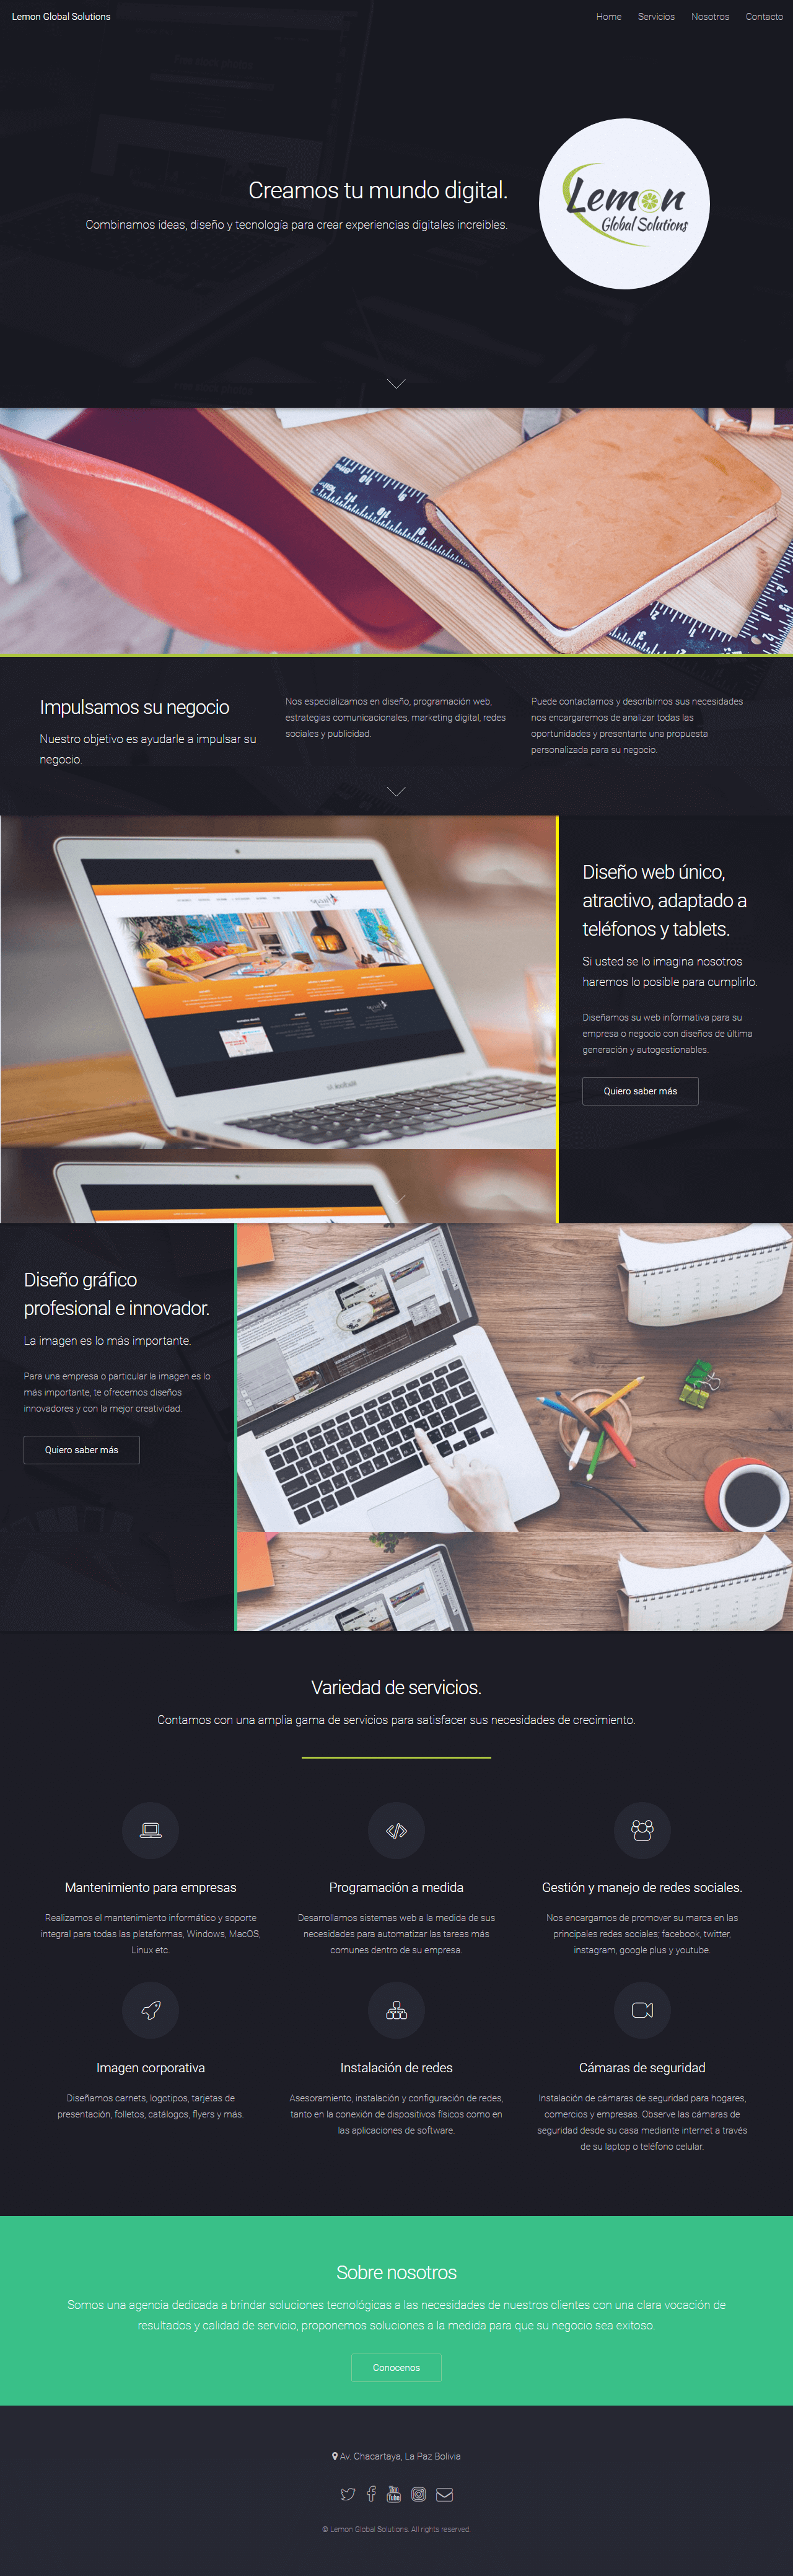 Lemon Global Solutions
Home Servicios Nosotros Contacto
Creamos tu mundo digital.
Combinamos ideas, diseño y tecnología para crear experiencias digitales increibles.
Lemon
Global Solutions
Impulsamos su negocio
Nuestro objetivo es ayudarle a impulsar su
negocio.
Nos especializamos en diseño, programación web,
estrategias comunicacionales, marketing digital, redes
sociales y publicidad.
Puede contactarnos y describirnos sus necesidades
nos encargaremos de analizar todas las
oportunidades y presentarte una propuesta
personalizada para su negocio.
Diseño web único,
atractivo, adaptado a
teléfonos y tablets.
Si usted se lo imagina nosotros
haremos lo posible para cumplirlo.
Diseñamos su web informativa para su
empresa o negocio con diseños de última
generación y autogestionables.
Quiero saber más
Diseño gráfico
profesional e innovador.
La imagen es lo más importante.
Para una empresa o particular la imagen es lo
más importante, te ofrecemos diseños
innovadores y con la mejor creatividad.
Quiero saber más
Variedad de servicios.
Contamos con una amplia gama de servicios para satisfacer sus necesidades de crecimiento.
Mantenimiento para empresas
Realizamos el mantenimiento informático y soporte
integral para todas las plataformas, Windows, MacOS,
Linux etc.
Programación a medida
Desarrollamos sistemas web a la medida de sus
necesidades para automatizar las tareas más
comunes dentro de su empresa.
Gestión y manejo de redes sociales.
Nos encargamos de promover su marca en las
principales redes sociales; facebook, twitter,
instagram, google plus y youtube.
Imagen corporativa
Diseñamos carnets, logotipos, tarjetas de
presentación, folletos, catálogos, flyers y más.
Instalación de redes
Asesoramiento, instalación y configuración de redes,
tanto en la conexión de dispositivos físicos como en
las aplicaciones de software.
Cámaras de seguridad
Instalación de cámaras de seguridad para hogares,
comercios y empresas. Observe las cámaras de
seguridad desde su casa mediante internet a través
de su laptop o teléfono celular.
Sobre nosotros
Somos una agencia dedicada a brindar soluciones tecnológicas a las necesidades de nuestros clientes con una clara vocación de
resultados y calidad de servicio, proponemos soluciones a la medida para que su negocio sea exitoso.
Conocenos
Av. Chacartaya, La Paz Bolivia
You
Tube
© Lemon Global Solutions. All rights reserved.